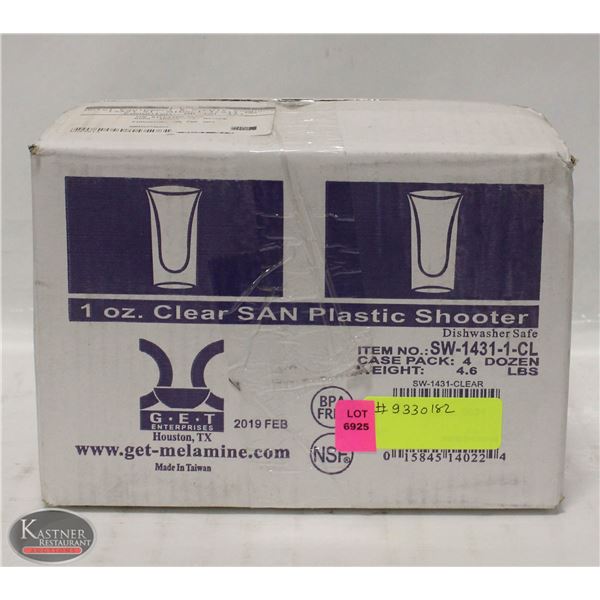 1 oz. Clear SAN Plastic Shooter
Dishwasher Safe
ITEM NO.: SW-1431-1-CL
CASE PACK: 4 DOZEN
WEIGHT: 4.6 LBS
SW-1431-CLEAR
G.E.T
ENTERPRISES
Houston, TX
2019 FEB
www.get-melamine.com
Made In Taiwan
BPA
FREE
NSF
LOT
6925
#9330182
0 15845 14022 4
KASTNER
RESTAURANT
AUCTIONS